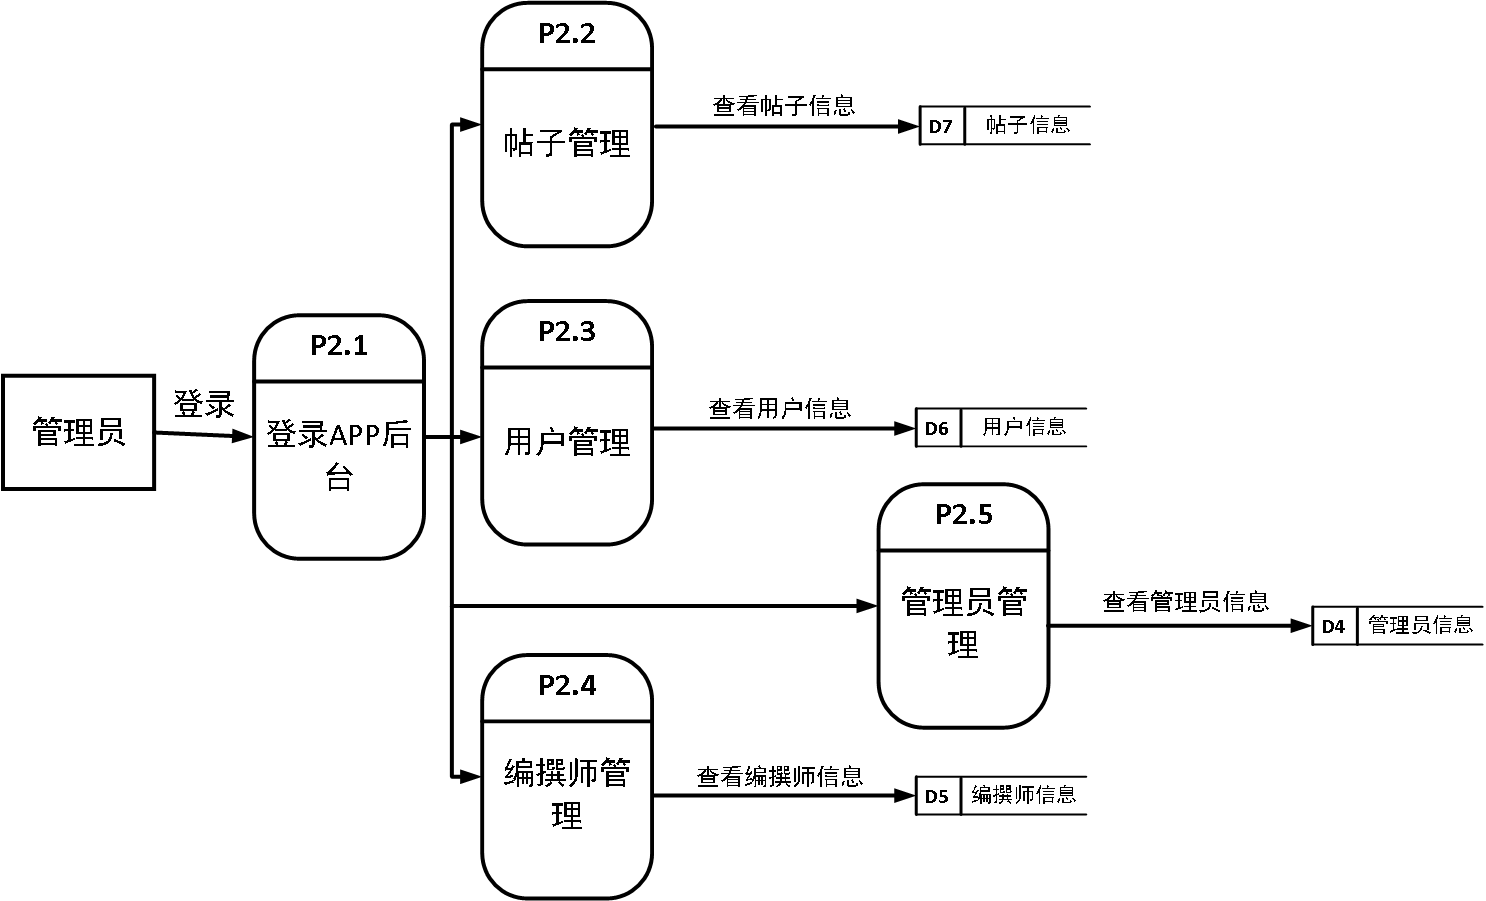 P2.2
帖子管理
查看帖子信息
D7
帖子信息
管理员
登录
P2.1
登录APP后
台
P2.3
用户管理
查看用户信息
D6
用户信息
P2.5
管理员管
理
查看管理员信息
D4
管理员信息
P2.4
编撰师管
理
查看编撰师信息
D5
编撰师信息